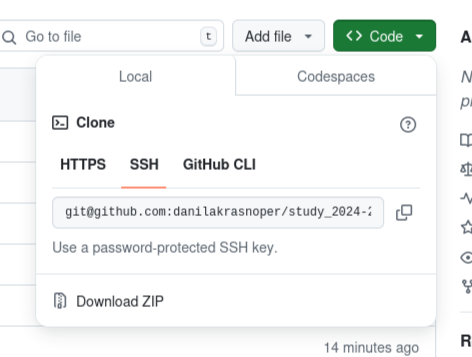 Go to file
t
Add file
Code
A
Local
Codespaces
N
Clone
HTTPS
SSH
GitHub CLI
git@github.com:danilakrasnoper/study_2024-2
Use a password-protected SSH key.
Download ZIP
14 minutes ago
R